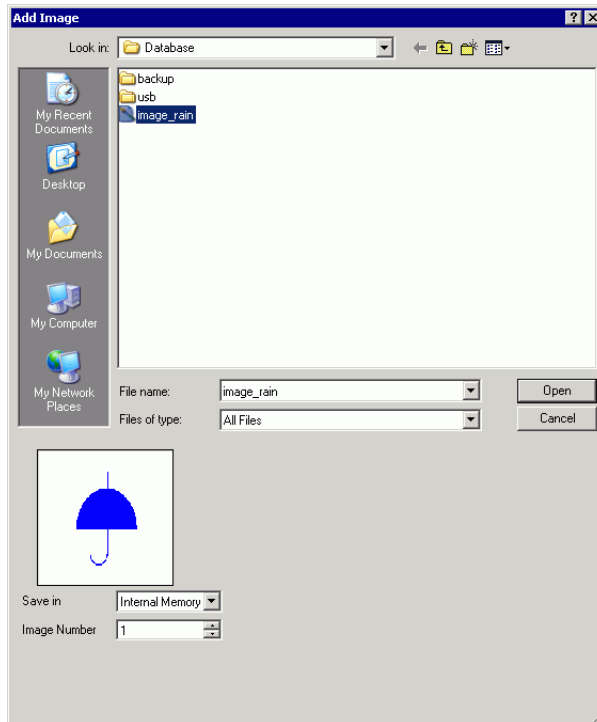 Add Image
Look in: Database
backup
usb
image_rain
My Recent
Documents
Desktop
My Documents
My Computer
My Network
Places
File name: image_rain Open
Files of type: All Files Cancel
Save in Internal Memory
Image Number 1